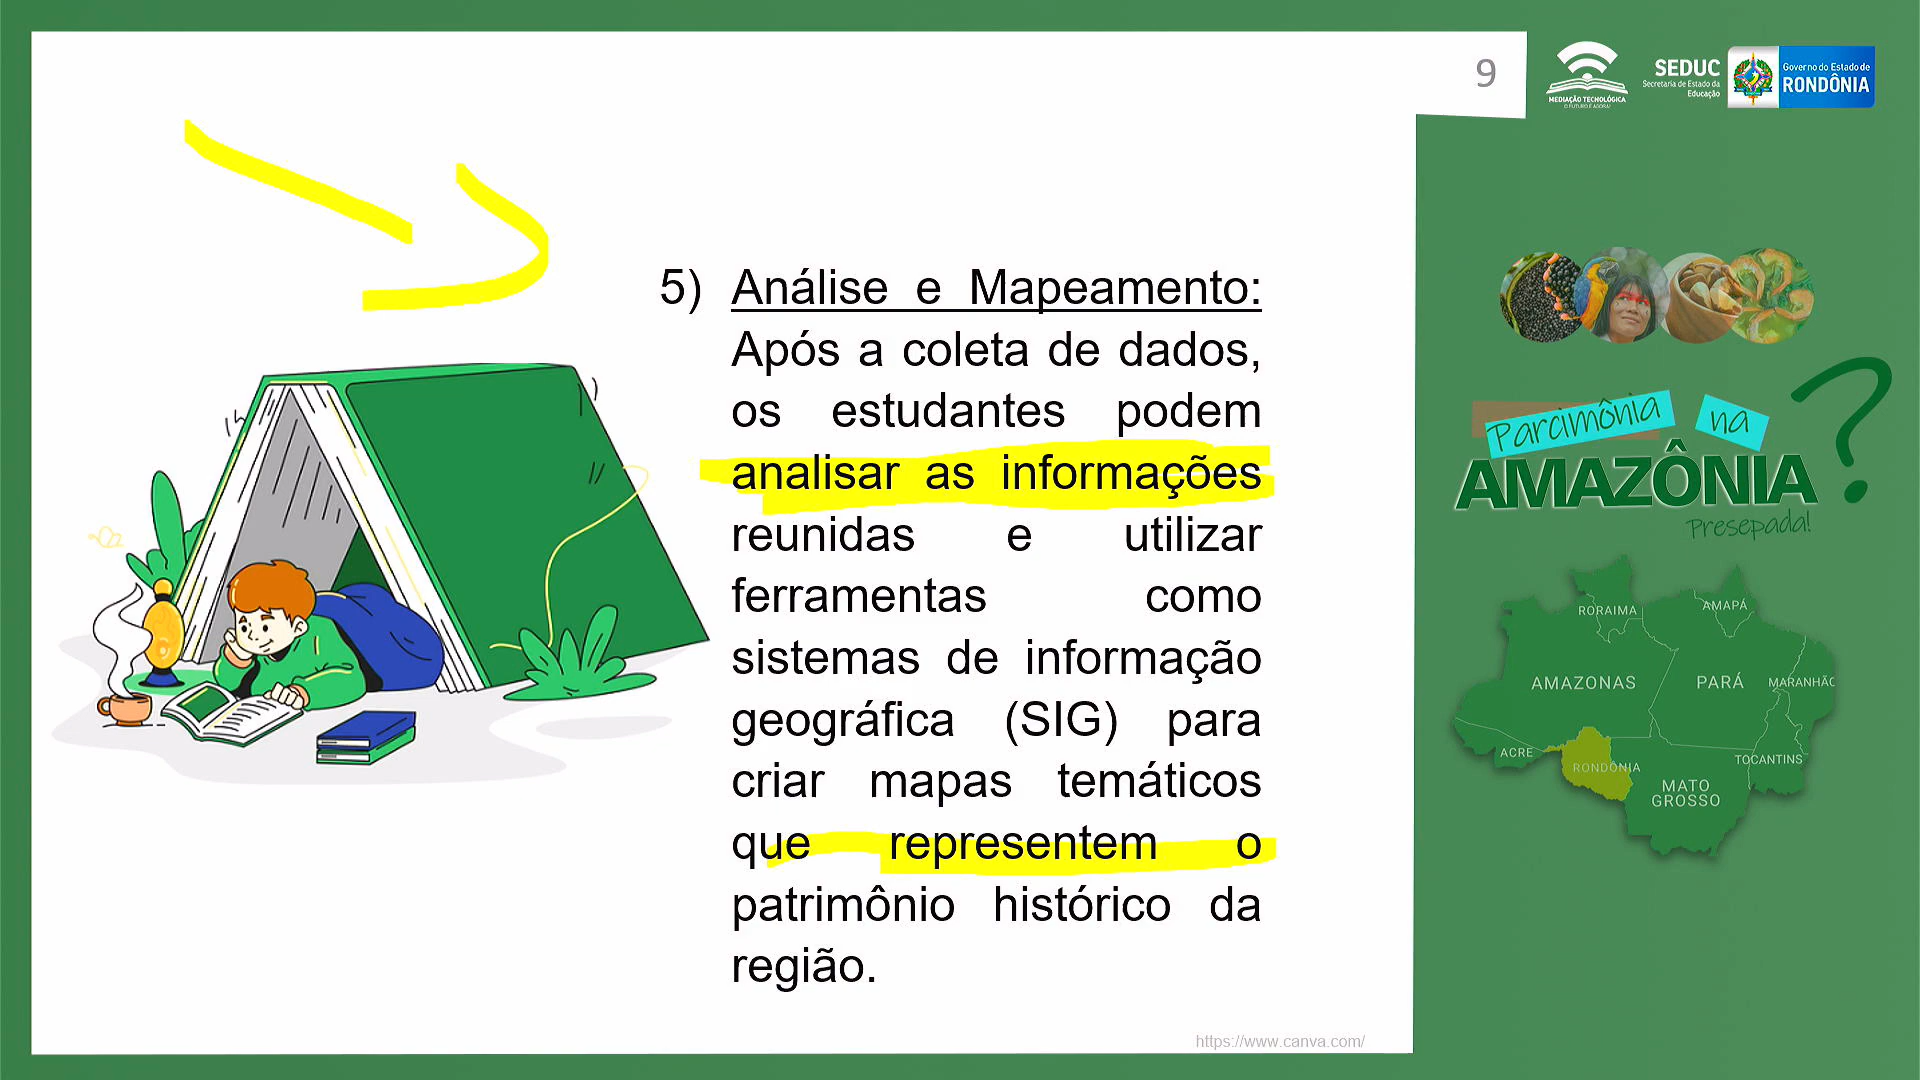 9
MEDIAÇÃO TECNOLÓGICA
O FUTURO É AGORA!
SEDUC
Secretaria de Estado da
Educação
Governo do Estado de
RONDÔNIA
5) Análise e Mapeamento:
Após a coleta de dados,
os estudantes podem
analisar as informações
reunidas e utilizar
ferramentas como
sistemas de informação
geográfica (SIG) para
criar mapas temáticos
que representem o
patrimônio histórico da
região.
https://www.canva.com/
Parcimônia na
AMAZÔNIA?
Presepada!
RORAIMA
AMAPÁ
AMAZONAS
PARÁ
MARANHÃO
ACRE
RONDÔNIA
TOCANTINS
MATO
GROSSO